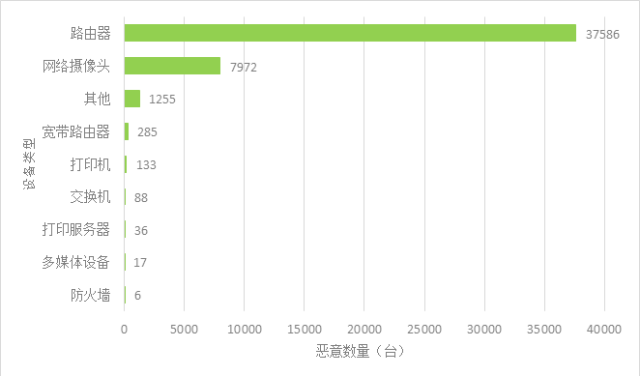 路由器 37586
网络摄像头 7972
其他 1255
宽带路由器 285
打印机 133
交换机 88
打印服务器 36
多媒体设备 17
防火墙 6
设备类型
0 5000 10000 15000 20000 25000 30000 35000 40000
恶意数量（台）